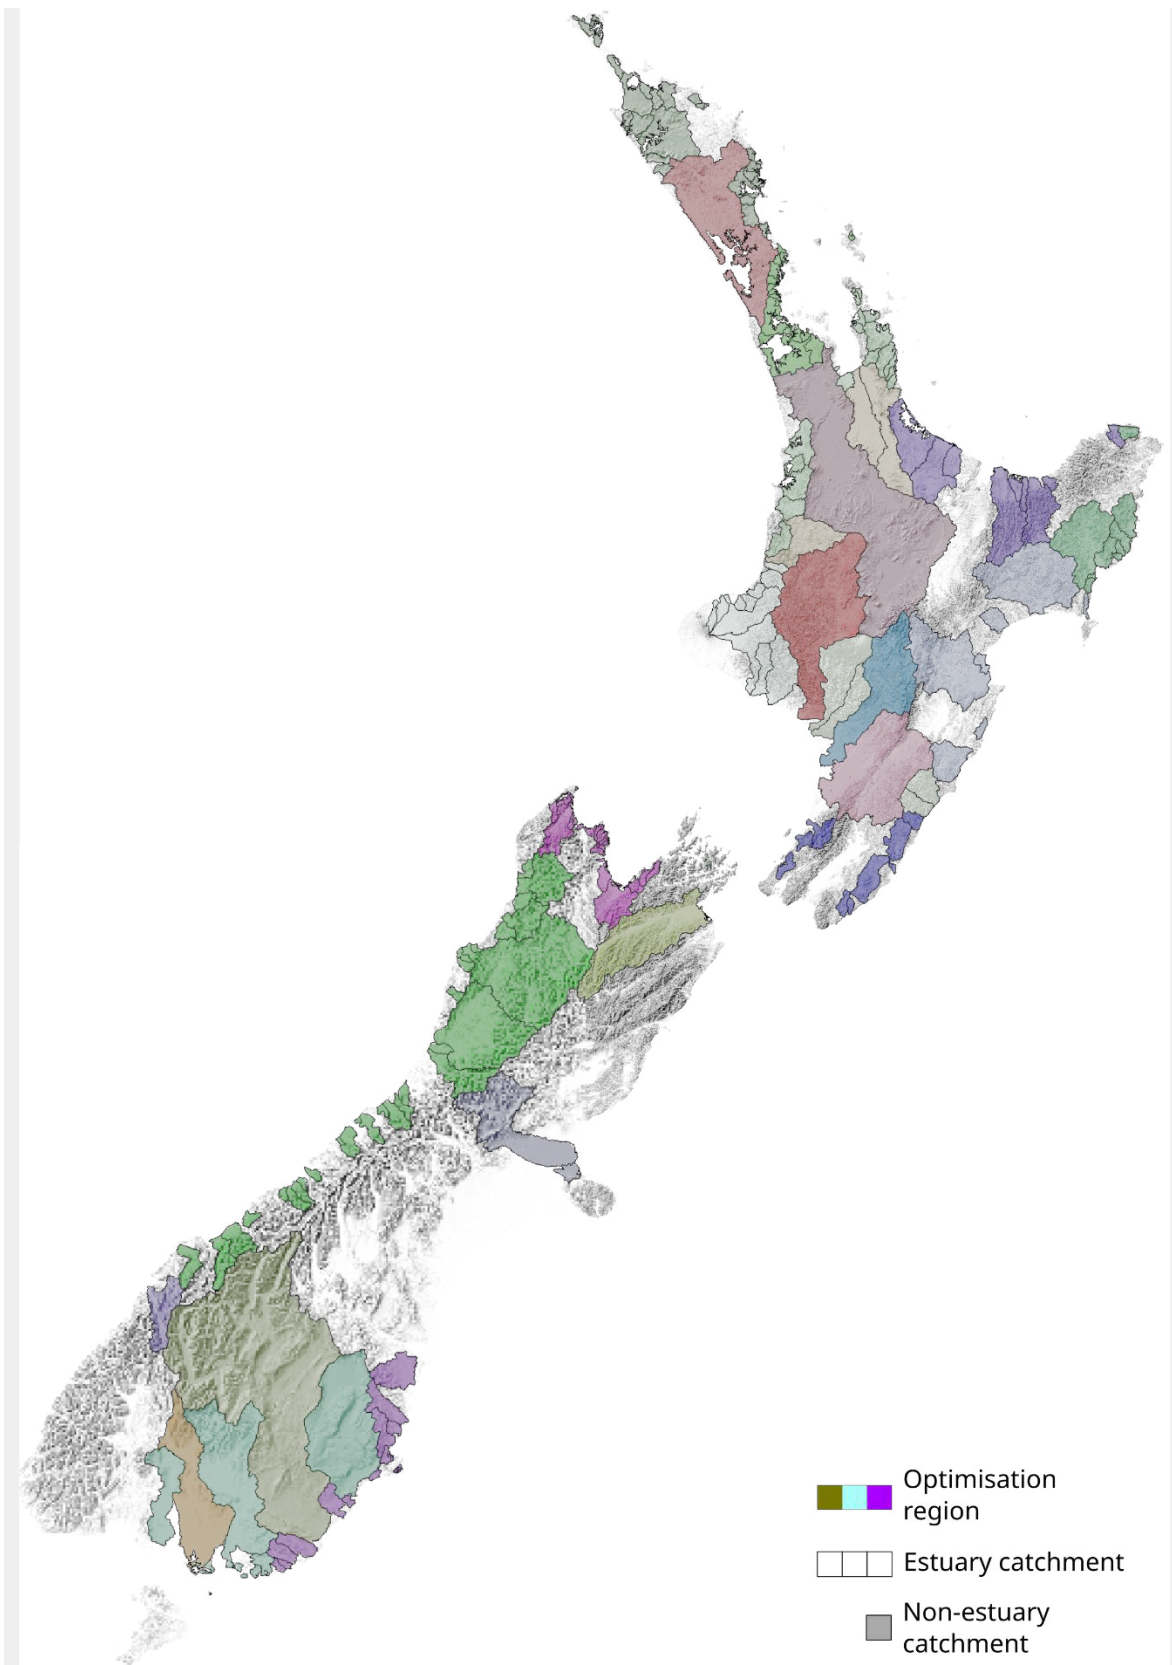 Optimisation
region
Estuary catchment
Non-estuary
catchment